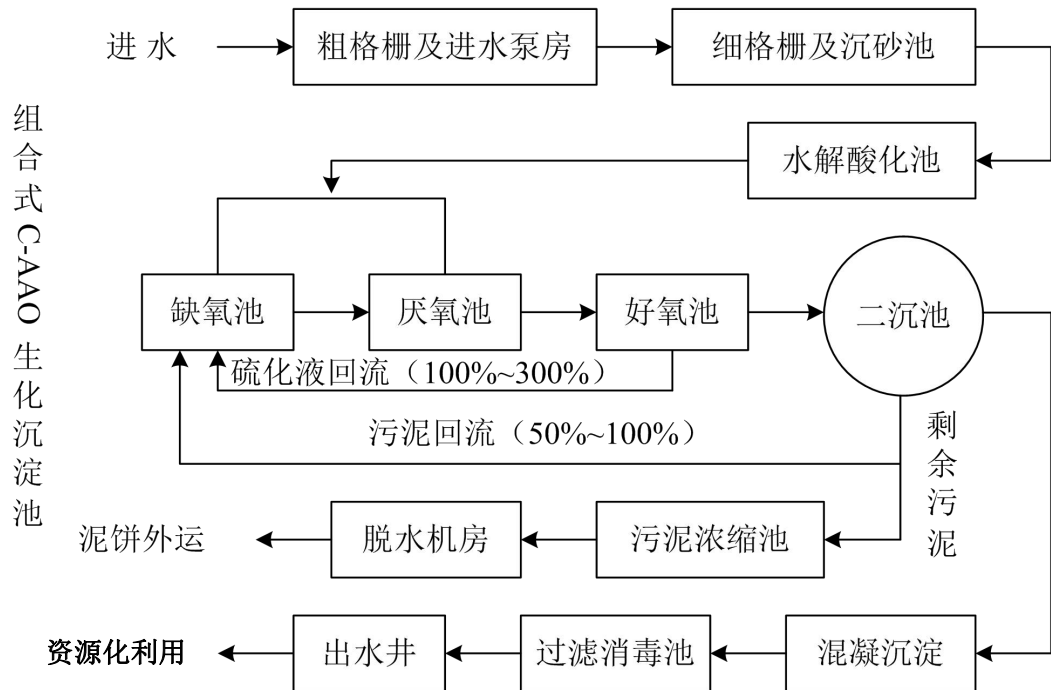 进 水
粗格栅及进水泵房
细格栅及沉砂池
组合式C-AAO生化沉淀池
水解酸化池
缺氧池
厌氧池
好氧池
二沉池
硫化液回流（100%~300%）
污泥回流（50%~100%）
剩余污泥
泥饼外运
脱水机房
污泥浓缩池
资源化利用
出水井
过滤消毒池
混凝沉淀